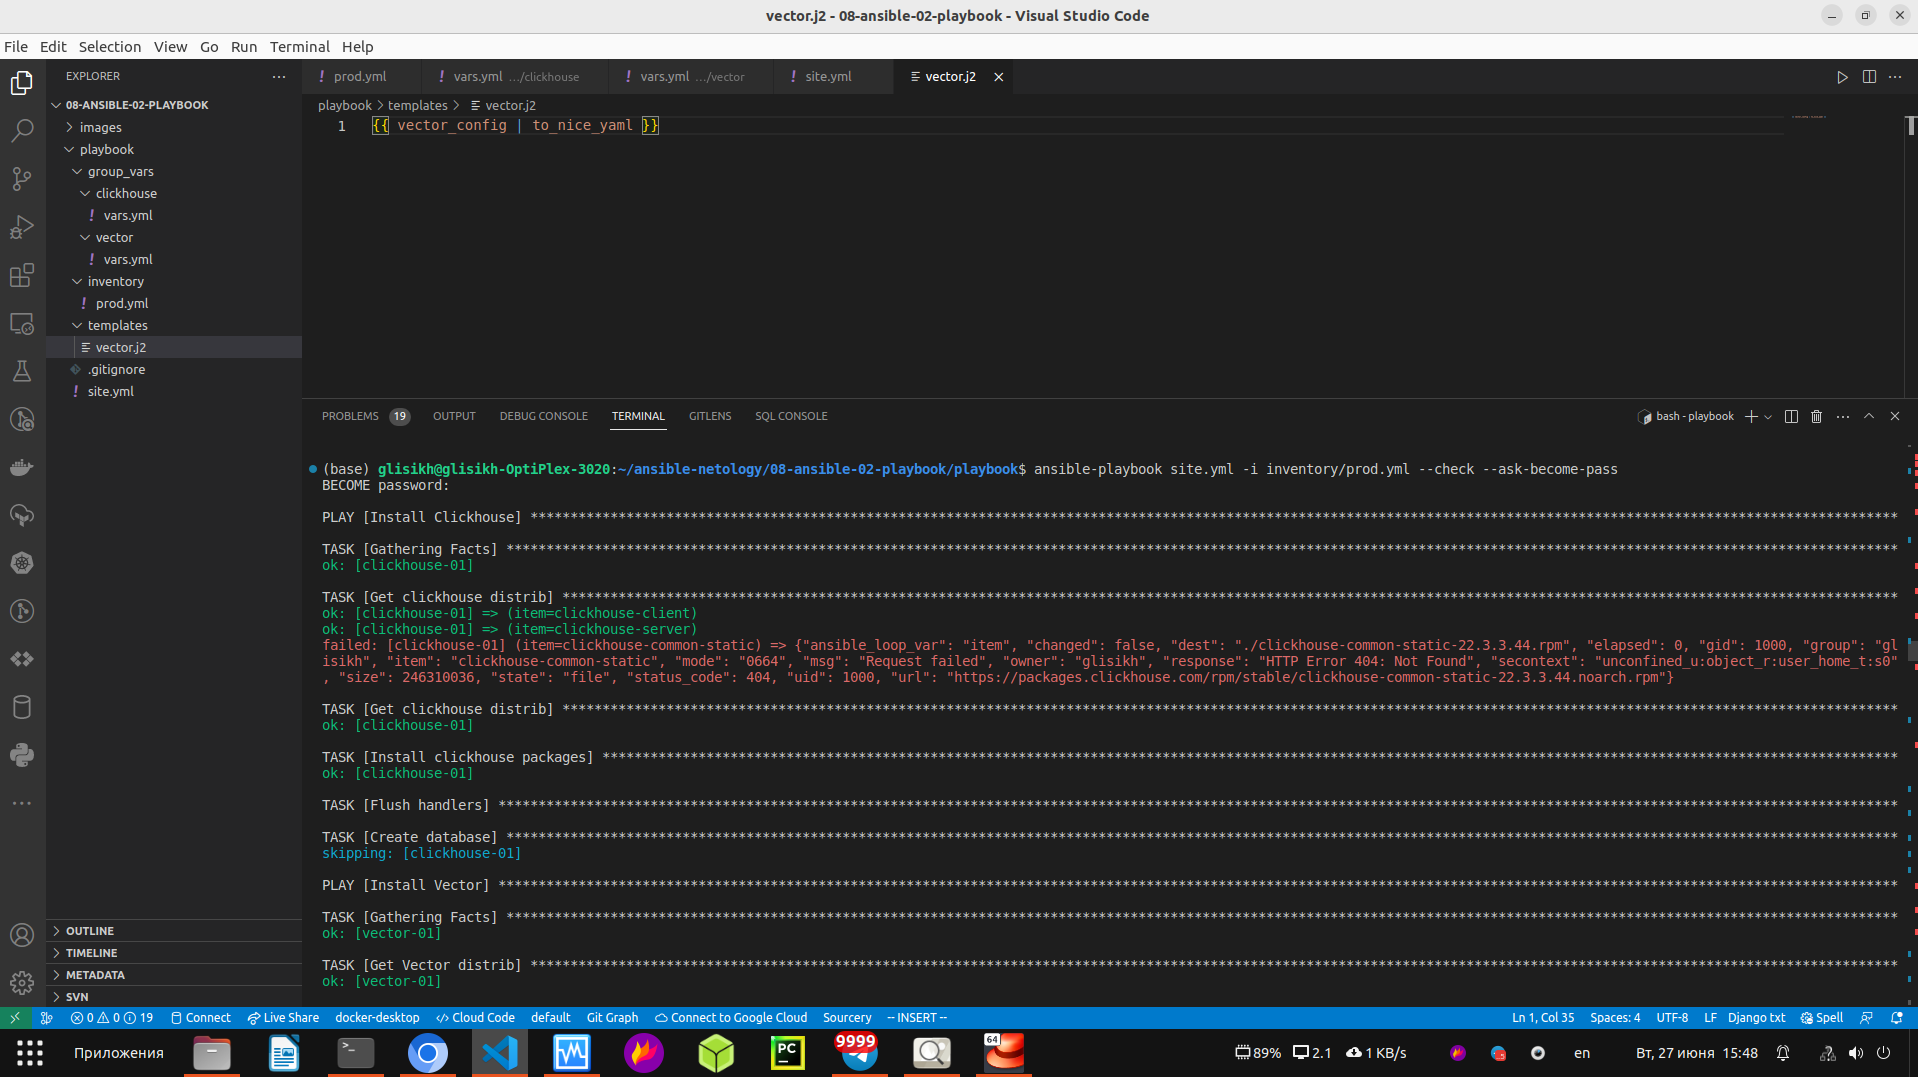 vector.j2 - 08-ansible-02-playbook - Visual Studio Code
File Edit Selection View Go Run Terminal Help
EXPLORER
08-ANSIBLE-02-PLAYBOOK
images
playbook
group_vars
clickhouse
vars.yml
vector
vars.yml
inventory
prod.yml
templates
vector.j2
.gitignore
site.yml
OUTLINE
TIMELINE
METADATA
SVN
prod.yml vars.yml .../clickhouse vars.yml .../vector site.yml vector.j2
playbook > templates > vector.j2
1 {{ vector_config | to_nice_yaml }}
PROBLEMS 19 OUTPUT DEBUG CONSOLE TERMINAL GITLENS SQL CONSOLE bash - playbook
(base) glisikh@glisikh-OptiPlex-3020:~/ansible-netology/08-ansible-02-playbook/playbook$ ansible-playbook site.yml -i inventory/prod.yml --check --ask-become-pass
BECOME password:
PLAY [Install Clickhouse] ***************************************************************************************************************************************************************************
TASK [Gathering Facts] ******************************************************************************************************************************************************************************
ok: [clickhouse-01]
TASK [Get clickhouse distrib] ***********************************************************************************************************************************************************************
ok: [clickhouse-01] => (item=clickhouse-client)
ok: [clickhouse-01] => (item=clickhouse-server)
failed: [clickhouse-01] (item=clickhouse-common-static) => {"ansible_loop_var": "item", "changed": false, "dest": "./clickhouse-common-static-22.3.3.44.rpm", "elapsed": 0, "gid": 1000, "group": "gl
isikh", "item": "clickhouse-common-static", "mode": "0664", "msg": "Request failed", "owner": "glisikh", "response": "HTTP Error 404: Not Found", "secontext": "unconfined_u:object_r:user_home_t:s0"
, "size": 246310036, "state": "file", "status_code": 404, "uid": 1000, "url": "https://packages.clickhouse.com/rpm/stable/clickhouse-common-static-22.3.3.44.noarch.rpm"}
TASK [Get clickhouse distrib] ***********************************************************************************************************************************************************************
ok: [clickhouse-01]
TASK [Install clickhouse packages] ******************************************************************************************************************************************************************
ok: [clickhouse-01]
TASK [Flush handlers] *******************************************************************************************************************************************************************************
TASK [Create database] ******************************************************************************************************************************************************************************
skipping: [clickhouse-01]
PLAY [Install Vector] *******************************************************************************************************************************************************************************
TASK [Gathering Facts] ******************************************************************************************************************************************************************************
ok: [vector-01]
TASK [Get Vector distrib] ***************************************************************************************************************************************************************************
ok: [vector-01]
0 0 19 Connect Live Share docker-desktop Cloud Code default Git Graph Connect to Google Cloud Sourcery -- INSERT -- Ln 1, Col 35 Spaces: 4 UTF-8 LF Django txt Spell
Приложения PC 9999 64 89% 2.1 1 KB/s en Вт, 27 июня 15:48